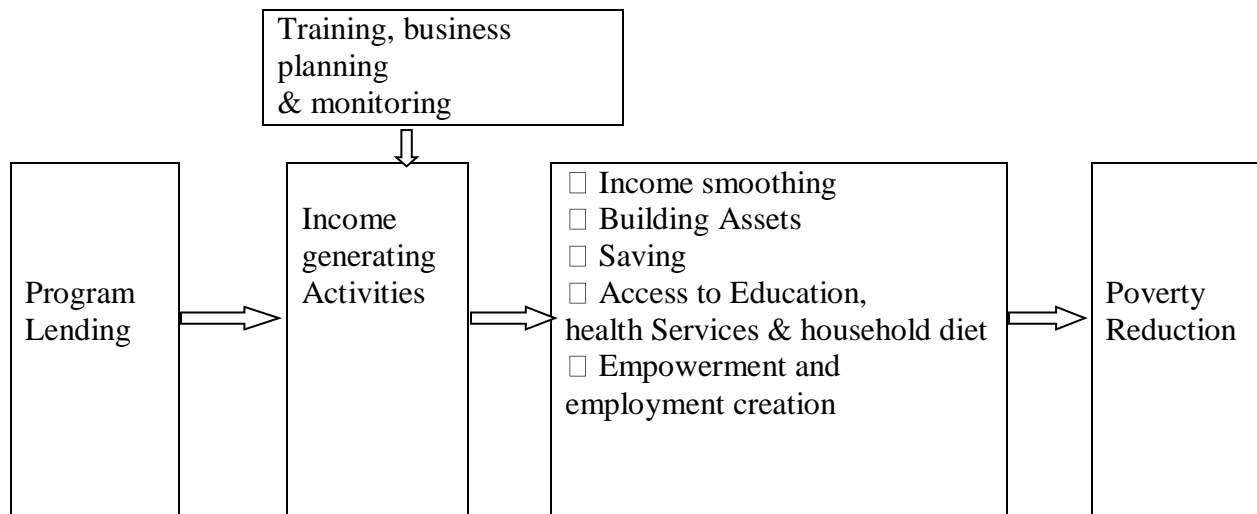 Training, business
planning
& monitoring
Program
Lending
Income
generating
Activities
□ Income smoothing
□ Building Assets
□ Saving
□ Access to Education,
health Services & household diet
□ Empowerment and
employment creation
Poverty
Reduction